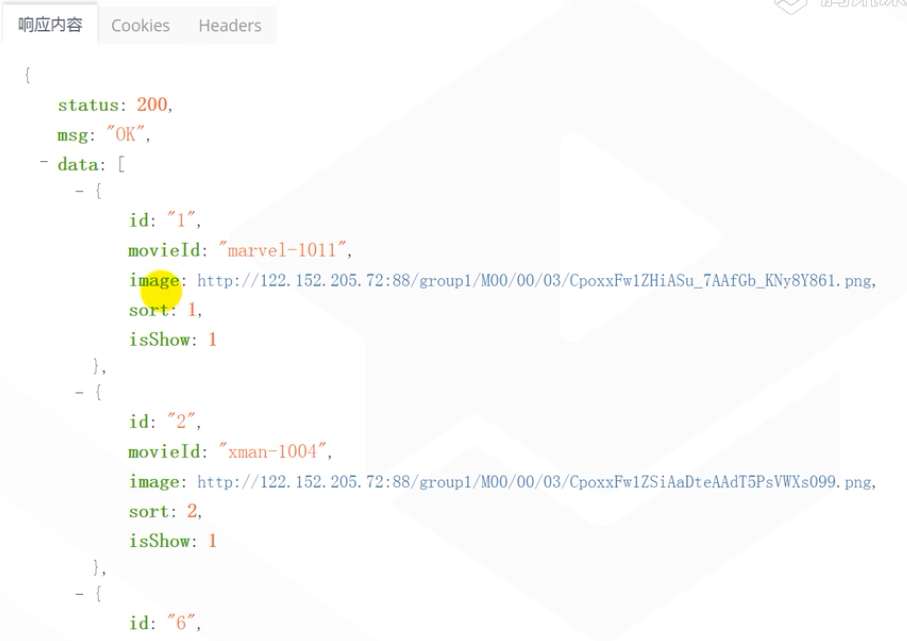 响应内容 Cookies Headers
{
status: 200,
msg: "OK",
- data: [
- {
id: "1",
movieId: "marvel-1011",
image: http://122.152.205.72:88/group1/M00/00/03/CpoxxFw1ZHiASu_7AAfGb_KNy8Y861.png,
sort: 1,
isShow: 1
},
- {
id: "2",
movieId: "xman-1004",
image: http://122.152.205.72:88/group1/M00/00/03/CpoxxFw1ZSiAaDteAAdT5PsVWXs099.png,
sort: 2,
isShow: 1
},
- {
id: "6",